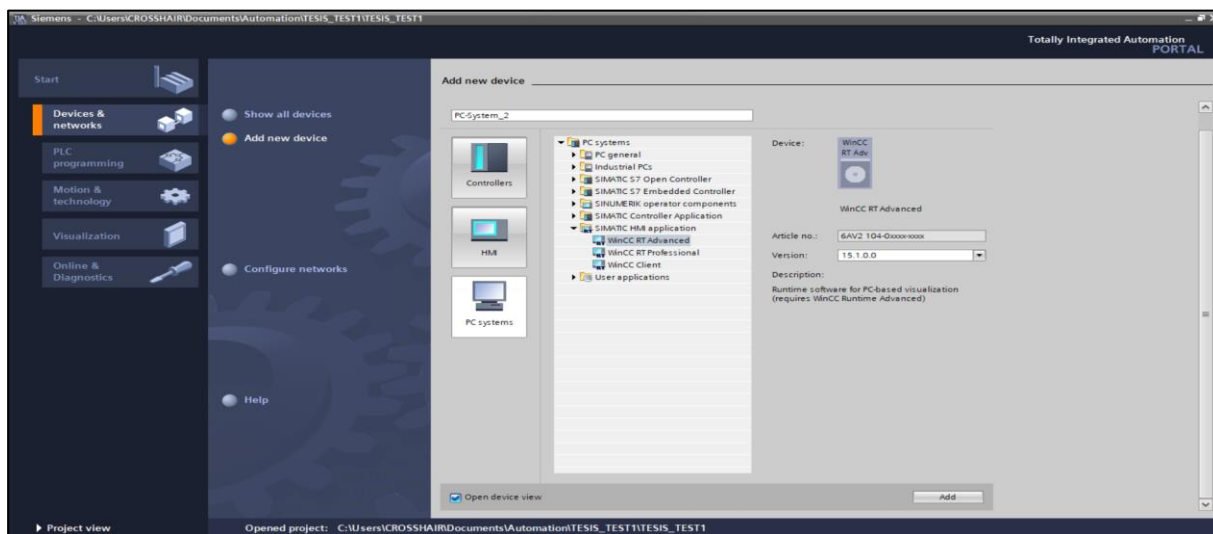 Siemens - C:\Users\CROSSHAIR\Documents\Automation\TESIS_TEST1\TESIS_TEST1
Totally Integrated Automation
PORTAL
Start
Devices &
networks
PLC
programming
Motion &
technology
Visualization
Online &
Diagnostics
Show all devices
Add new device
Configure networks
Help
Add new device
PC-System_2
Controllers
HMI
PC systems
PC systems
PC general
Industrial PCs
SIMATIC S7 Open Controller
SIMATIC S7 Embedded Controller
SINUMERIK operator components
SIMATIC Controller Application
SIMATIC HMI application
WinCC RT Advanced
WinCC RT Professional
WinCC Client
User applications
Device:
WinCC
RT Adv
WinCC RT Advanced
Article no.: 6AV2 104-0xxxx-xxxx
Version: 15.1.0.0
Description:
Runtime software for PC-based visualization
(requires WinCC Runtime Advanced)
Open device view
Add
Project view
Opened project: C:\Users\CROSSHAIR\Documents\Automation\TESIS_TEST1\TESIS_TEST1